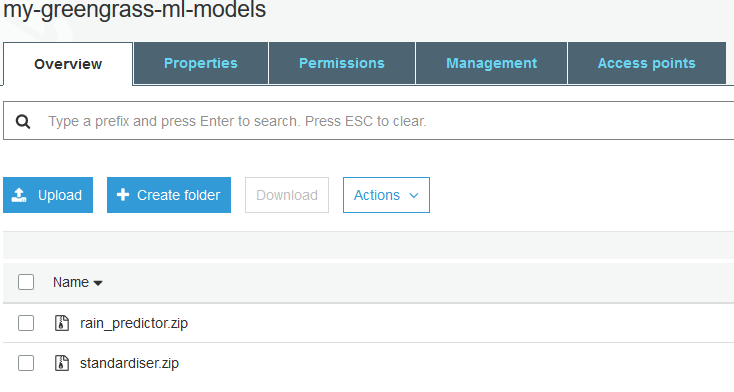 my-greengrass-ml-models
Overview Properties Permissions Management Access points
Type a prefix and press Enter to search. Press ESC to clear.
Upload Create folder Download Actions
Name
rain_predictor.zip
standardiser.zip